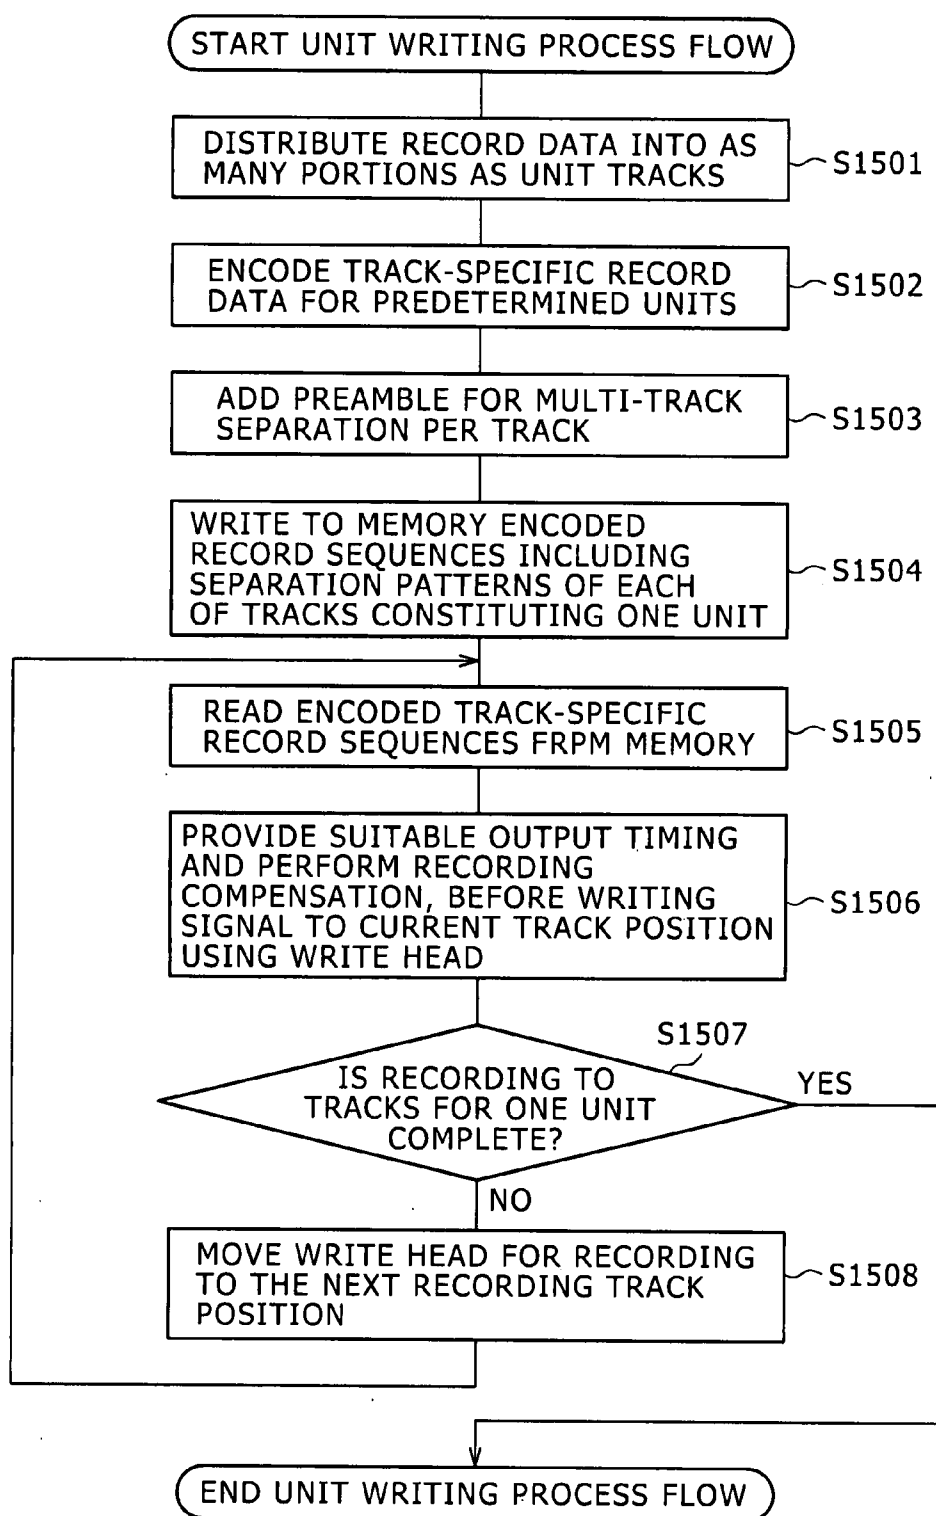 START UNIT WRITING PROCESS FLOW
DISTRIBUTE RECORD DATA INTO AS
MANY PORTIONS AS UNIT TRACKS
S1501
ENCODE TRACK-SPECIFIC RECORD
DATA FOR PREDETERMINED UNITS
S1502
ADD PREAMBLE FOR MULTI-TRACK
SEPARATION PER TRACK
S1503
WRITE TO MEMORY ENCODED
RECORD SEQUENCES INCLUDING
SEPARATION PATTERNS OF EACH
OF TRACKS CONSTITUTING ONE UNIT
S1504
READ ENCODED TRACK-SPECIFIC
RECORD SEQUENCES FRPM MEMORY
S1505
PROVIDE SUITABLE OUTPUT TIMING
AND PERFORM RECORDING
COMPENSATION, BEFORE WRITING
SIGNAL TO CURRENT TRACK POSITION
USING WRITE HEAD
S1506
S1507
IS RECORDING TO
TRACKS FOR ONE UNIT
COMPLETE?
YES
NO
MOVE WRITE HEAD FOR RECORDING
TO THE NEXT RECORDING TRACK
POSITION
S1508
END UNIT WRITING PROCESS FLOW